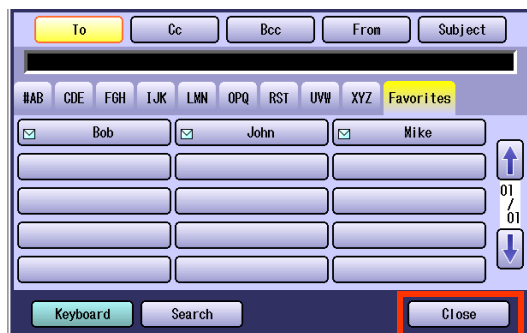 To Cc Bcc From Subject
#AB CDE FGH IJK LMN OPQ RST UVW XYZ Favorites
Bob John Mike
01
/
01
Keyboard Search Close